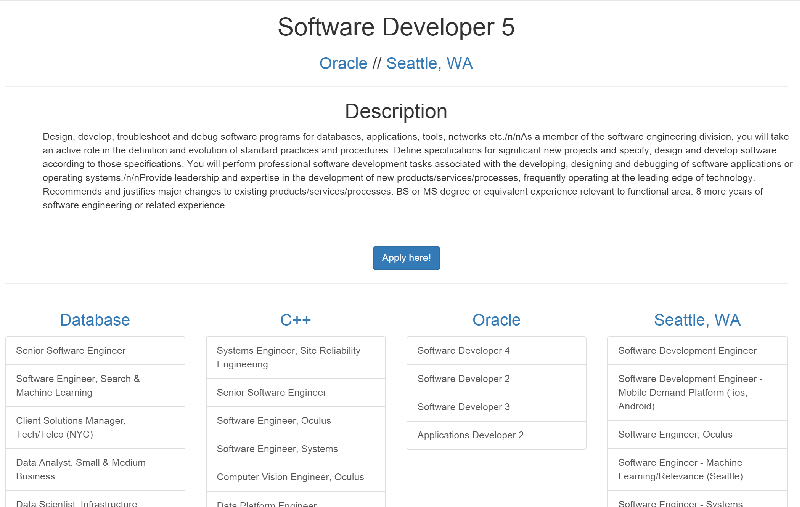 Software Developer 5
Oracle // Seattle, WA
Description
Design, develop, troubleshoot and debug software programs for databases, applications, tools, networks etc./n/nAs a member of the software engineering division, you will take
an active role in the definition and evolution of standard practices and procedures. Define specifications for significant new projects and specify, design and develop software
according to those specifications. You will perform professional software development tasks associated with the developing, designing and debugging of software applications or
operating systems./n/nProvide leadership and expertise in the development of new products/services/processes, frequently operating at the leading edge of technology.
Recommends and justifies major changes to existing products/services/processes. BS or MS degree or equivalent experience relevant to functional area. 8 more years of
software engineering or related experience
Apply here!
Database
Senior Software Engineer
Software Engineer, Search &
Machine Learning
Client Solutions Manager,
Tech/Telco (NYC)
Data Analyst, Small & Medium
Business
Data Scientist, Infrastructure
C++
Systems Engineer, Site Reliability
Engineering
Senior Software Engineer
Software Engineer, Oculus
Software Engineer, Systems
Computer Vision Engineer, Oculus
Data Platform Engineer
Oracle
Software Developer 4
Software Developer 2
Software Developer 3
Applications Developer 2
Seattle, WA
Software Development Engineer
Software Development Engineer -
Mobile Demand Platform ( ios,
Android)
Software Engineer, Oculus
Software Engineer - Machine
Learning/Relevance (Seattle)
Software Engineer - Systems